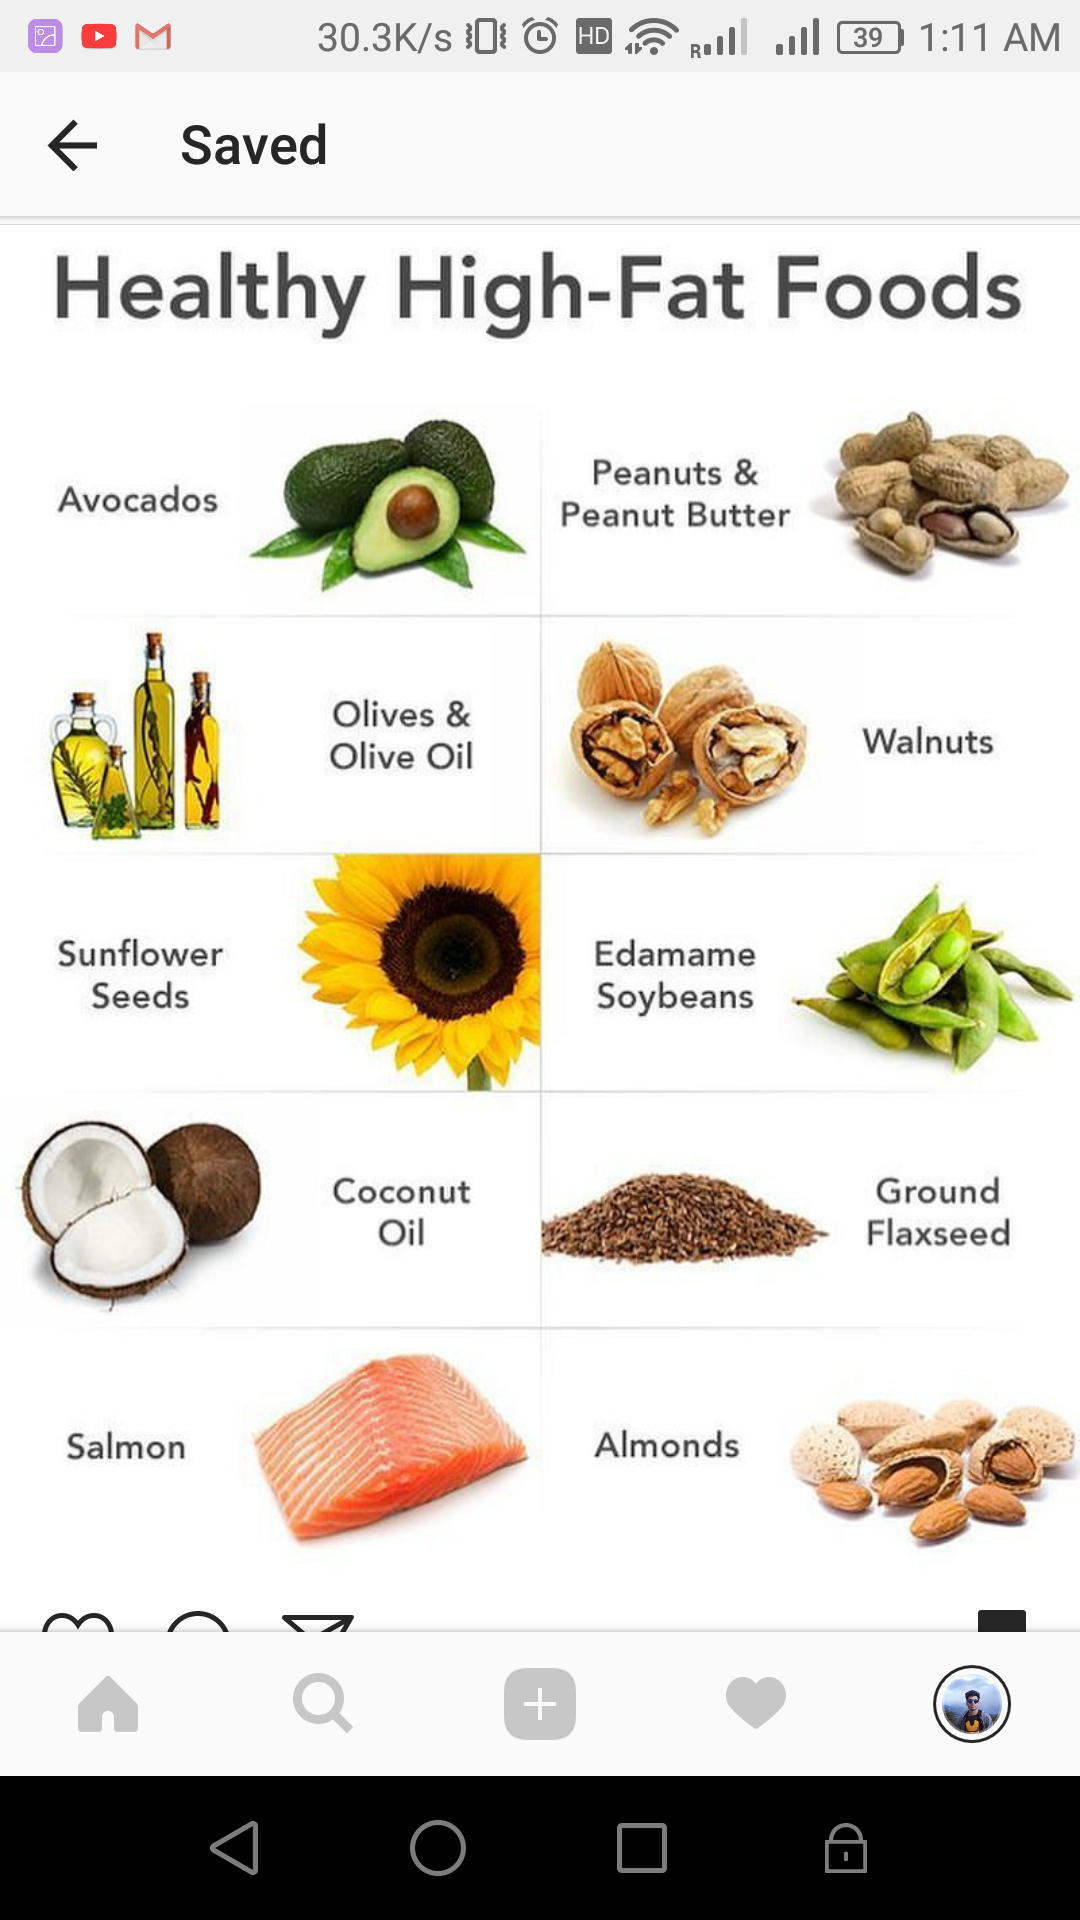 30.3K/s HD R 39 1:11 AM
Saved
Healthy High-Fat Foods
Avocados
Peanuts &
Peanut Butter
Olives &
Olive Oil
Walnuts
Sunflower
Seeds
Edamame
Soybeans
Coconut
Oil
Ground
Flaxseed
Salmon
Almonds